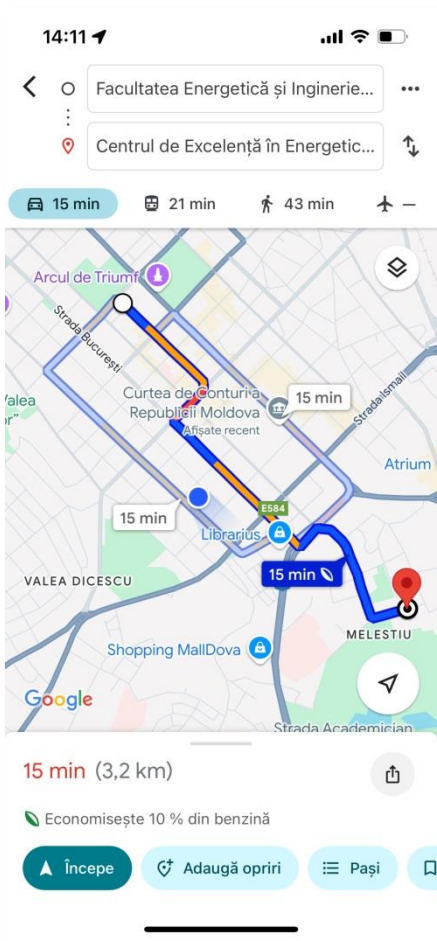 14:11
Facultatea Energetică și Inginerie...
Centrul de Excelență în Energetic...
15 min
21 min
43 min
—
Arcul de Triumf
Strada București
Valea
or"
Curtea de Conturi a
Republicii Moldova
Afișate recent
15 min
Strada Ismail
Atrium
15 min
E584
Librarius
15 min
VALEA DICESCU
MELESTIU
Shopping MallDova
Google
Strada Academician
15 min (3,2 km)
Economisește 10 % din benzină
Începe
Adaugă opriri
Pași